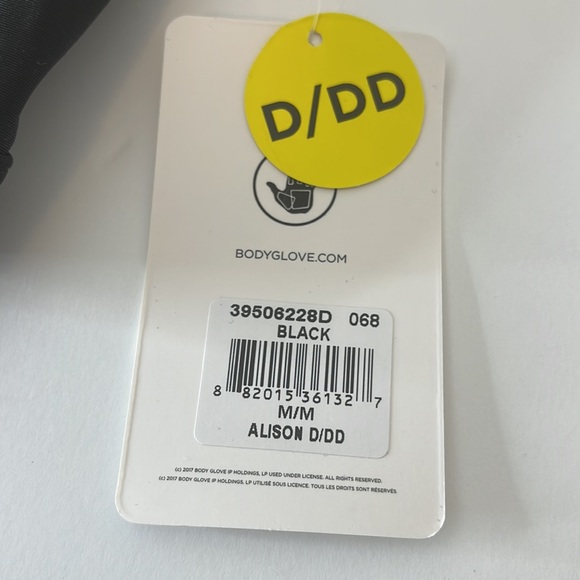 D/DD
BODYGLOVE.COM
39506228D 068
BLACK
8 82015 36132 7
M/M
ALISON D/DD
(c) 2017 BODY GLOVE IP HOLDINGS, LP USED UNDER LICENSE. ALL RIGHTS RESERVED.
(c) 2017 BODY GLOVE IP HOLDINGS, LP UTILISÉ SOUS LICENCE. TOUS LES DROITS SONT RÉSERVÉS.